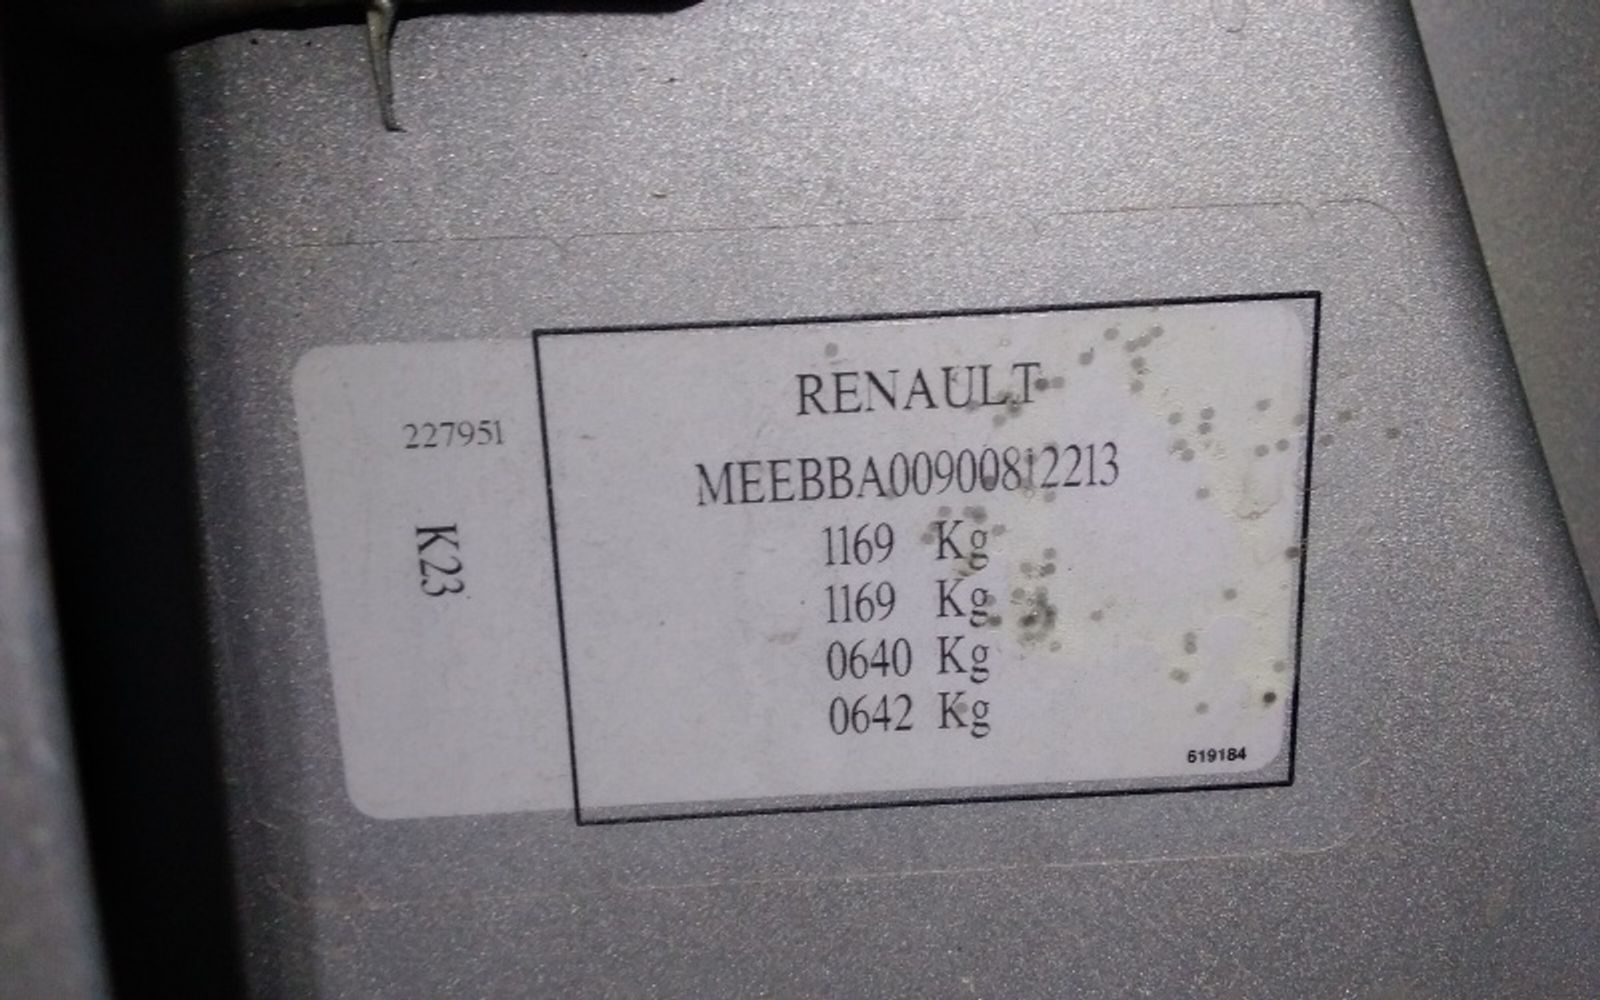 227951
K23
RENAULT
MEEBBA00900812213
1169 Kg
1169 Kg
0640 Kg
0642 Kg
619184